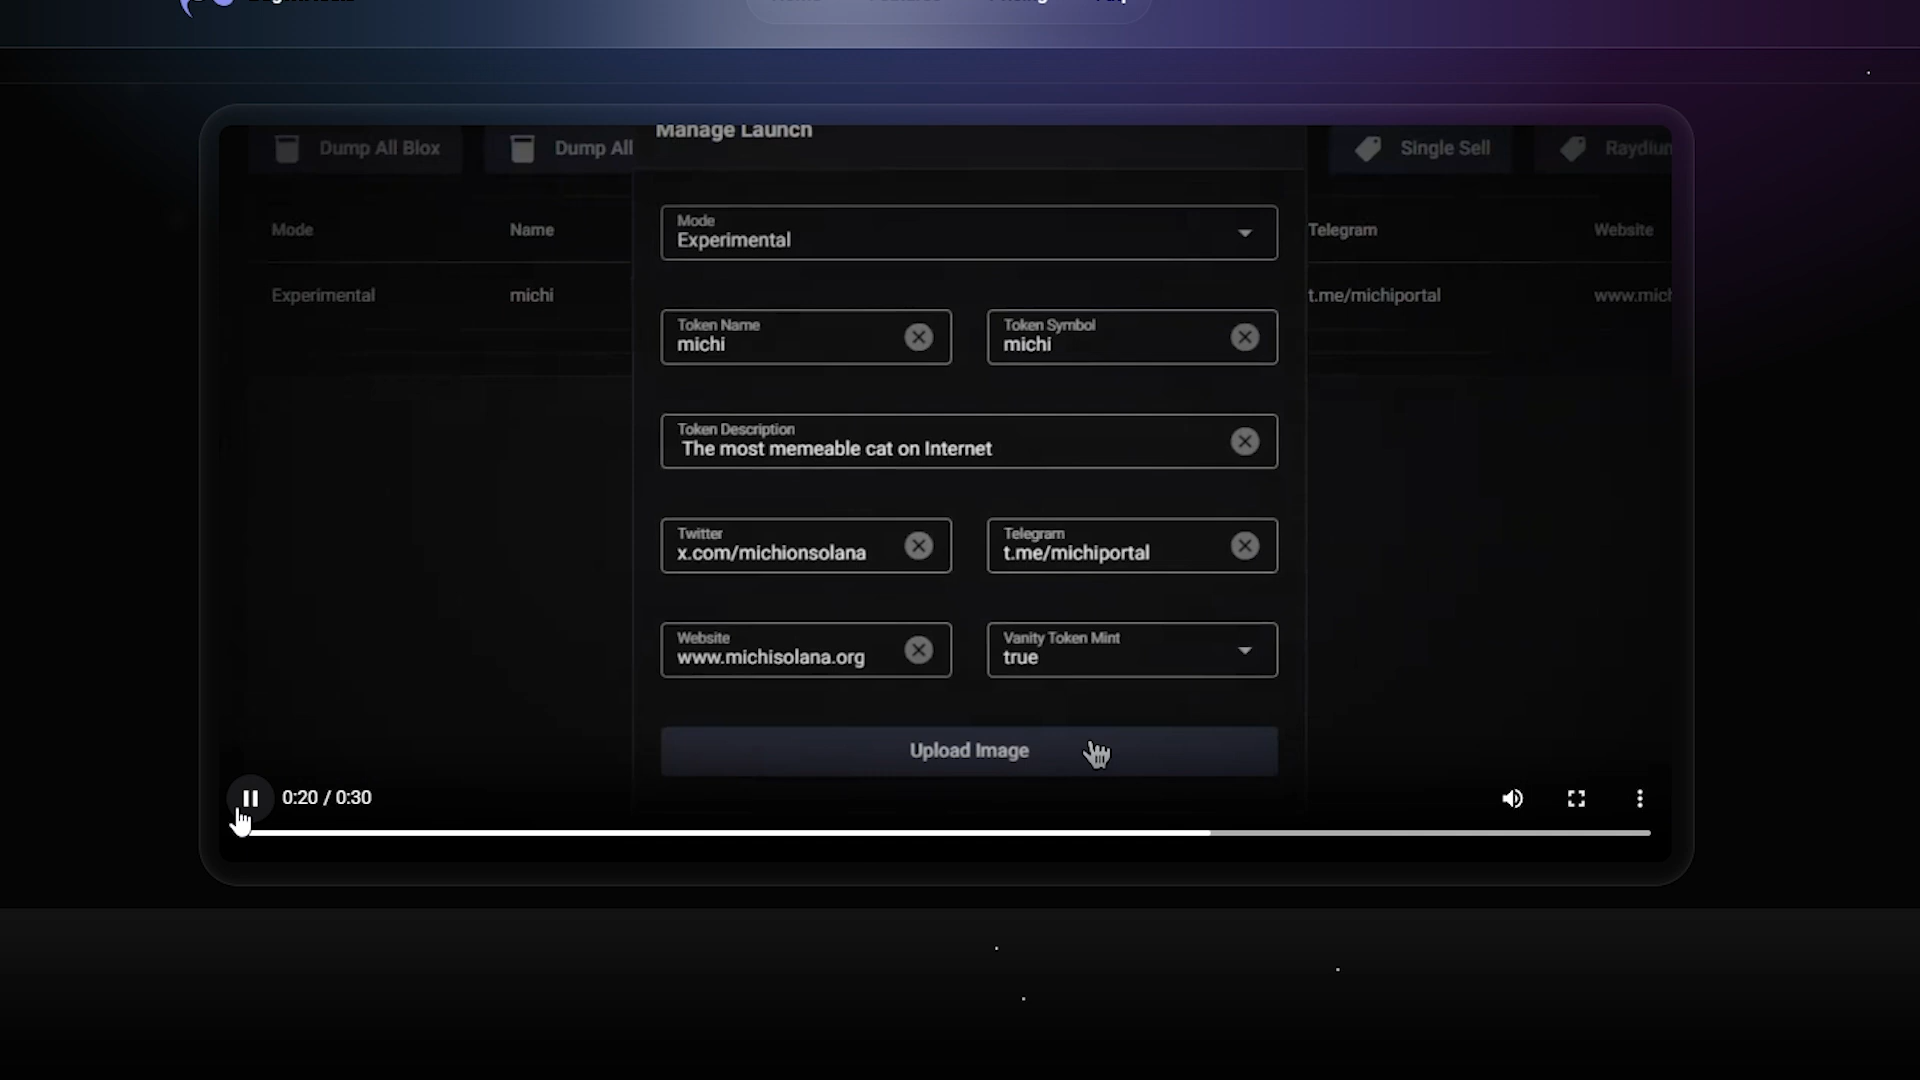 Manage Launch
Dump All Blox
Dump All
Single Sell
Mode
Name
Telegram
Website
Experimental
michi
t.me/michiportal
Mode
Experimental
Token Name
michi
Token Symbol
michi
Token Description
The most memeable cat on Internet
Twitter
x.com/michionsolana
Telegram
t.me/michiportal
Website
www.michisolana.org
Vanity Token Mint
true
Upload Image
0:20 / 0:30